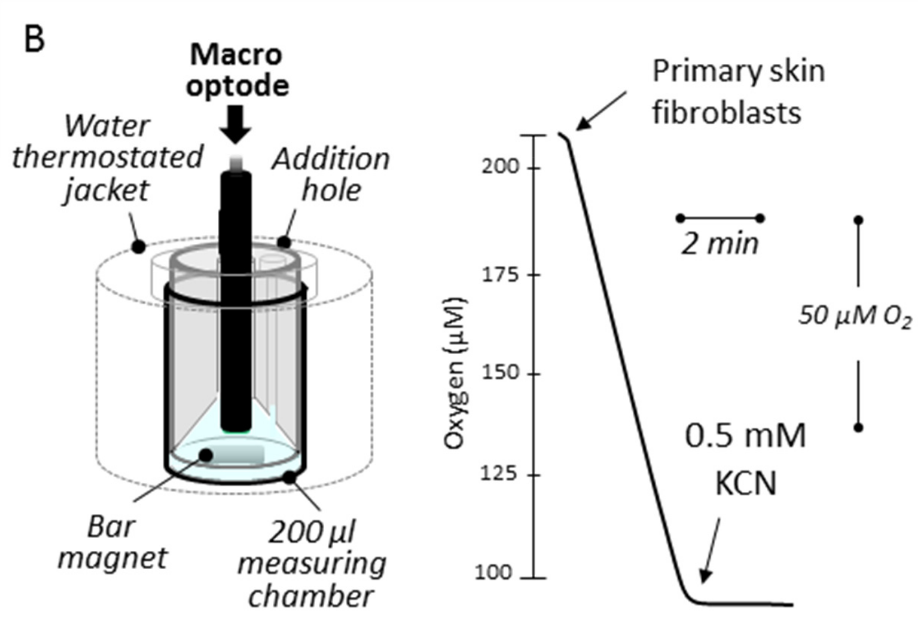 B
Macro
optode
Water
thermostated
jacket
Addition
hole
Bar
magnet
200 µl
measuring
chamber
Primary skin
fibroblasts
200
175
150
125
100
Oxygen (µM)
2 min
50 µM O₂
0.5 mM
KCN